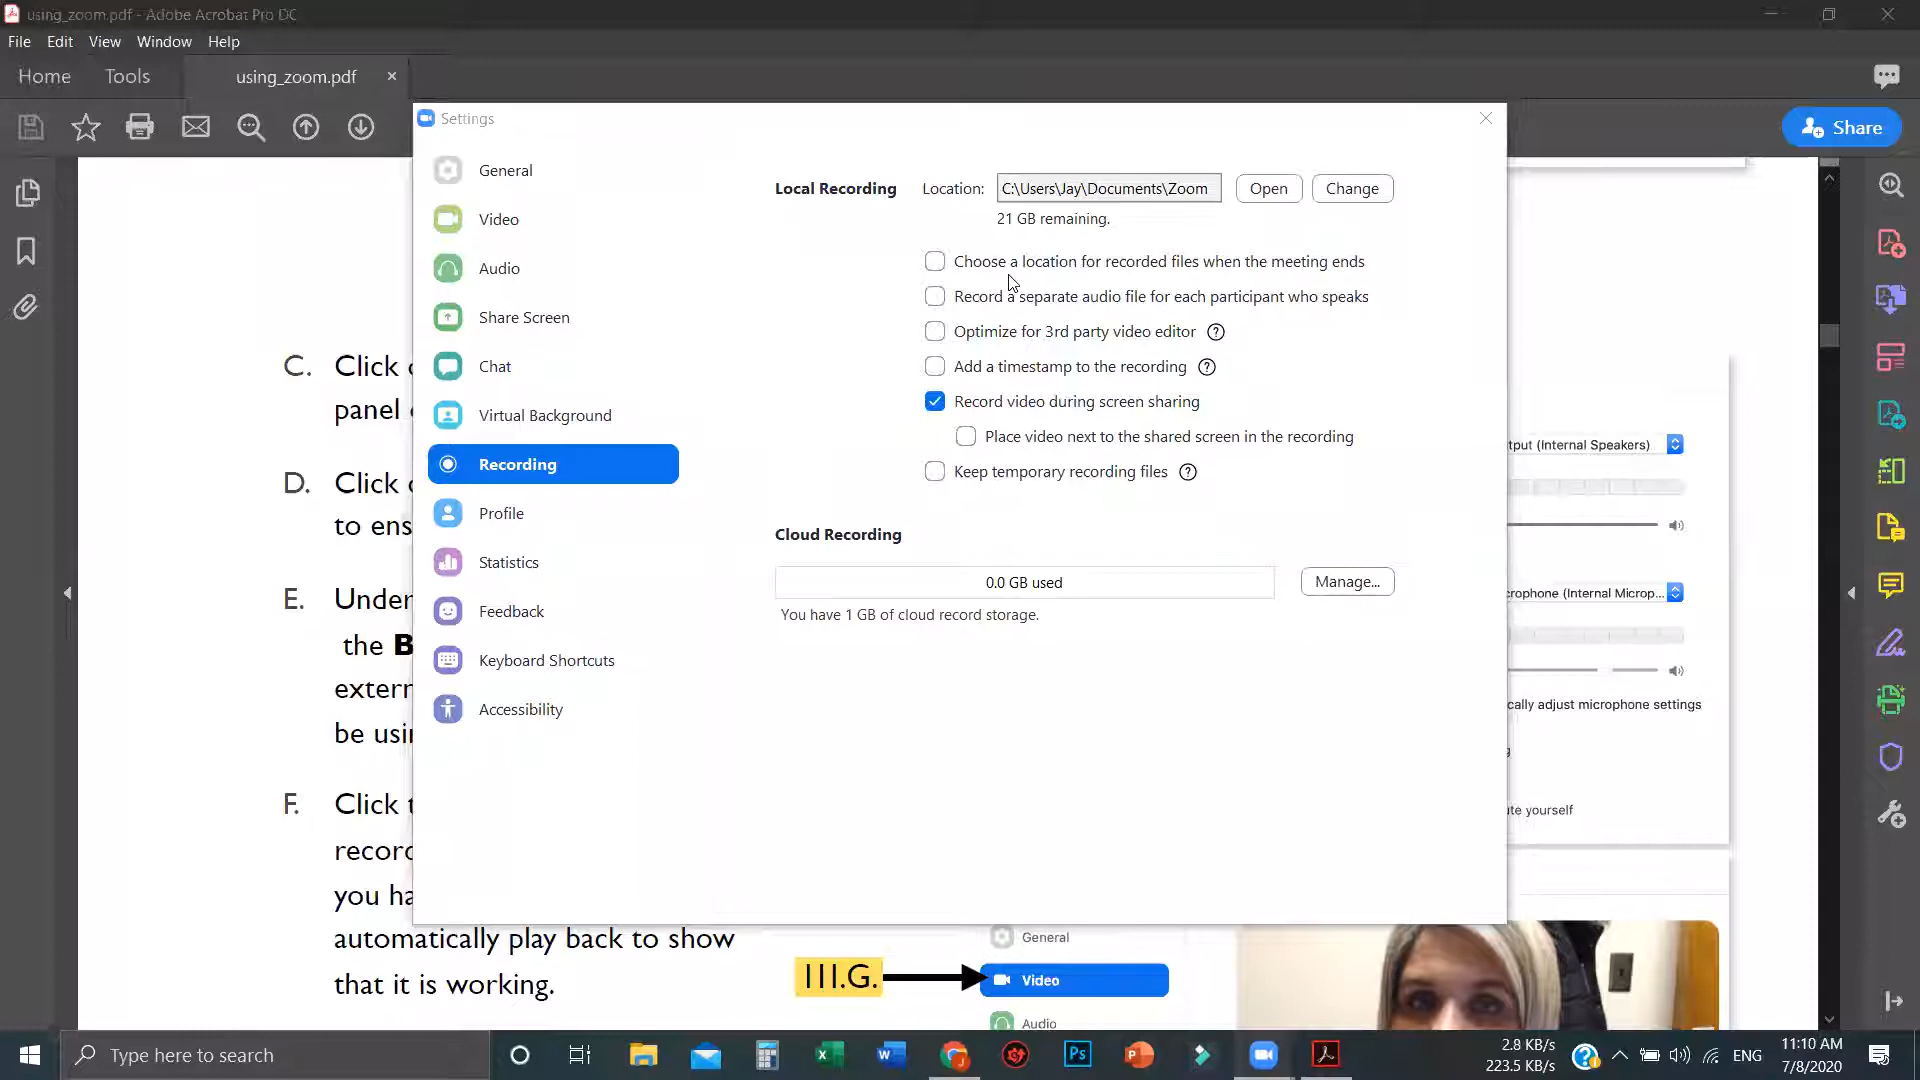 using_zoom.pdf - Adobe Acrobat Pro DC
File Edit View Window Help
Home Tools using_zoom.pdf
Share
Settings
General
Video
Audio
Share Screen
Chat
Virtual Background
Recording
Profile
Statistics
Feedback
Keyboard Shortcuts
Accessibility
Local Recording Location: C:\Users\Jay\Documents\Zoom Open Change
21 GB remaining.
Choose a location for recorded files when the meeting ends
Record a separate audio file for each participant who speaks
Optimize for 3rd party video editor ?
Add a timestamp to the recording ?
Record video during screen sharing
Place video next to the shared screen in the recording
Keep temporary recording files ?
Cloud Recording
0.0 GB used Manage...
You have 1 GB of cloud record storage.
C. Click
panel
D. Click
to ens
E. Under
the B
extern
be usi
F. Click t
record
you ha
automatically play back to show
that it is working.
tput (Internal Speakers)
crophone (Internal Microp...
cally adjust microphone settings
te yourself
General
III.G. Video
Audio
Type here to search
2.8 KB/s
223.5 KB/s
ENG
11:10 AM
7/8/2020